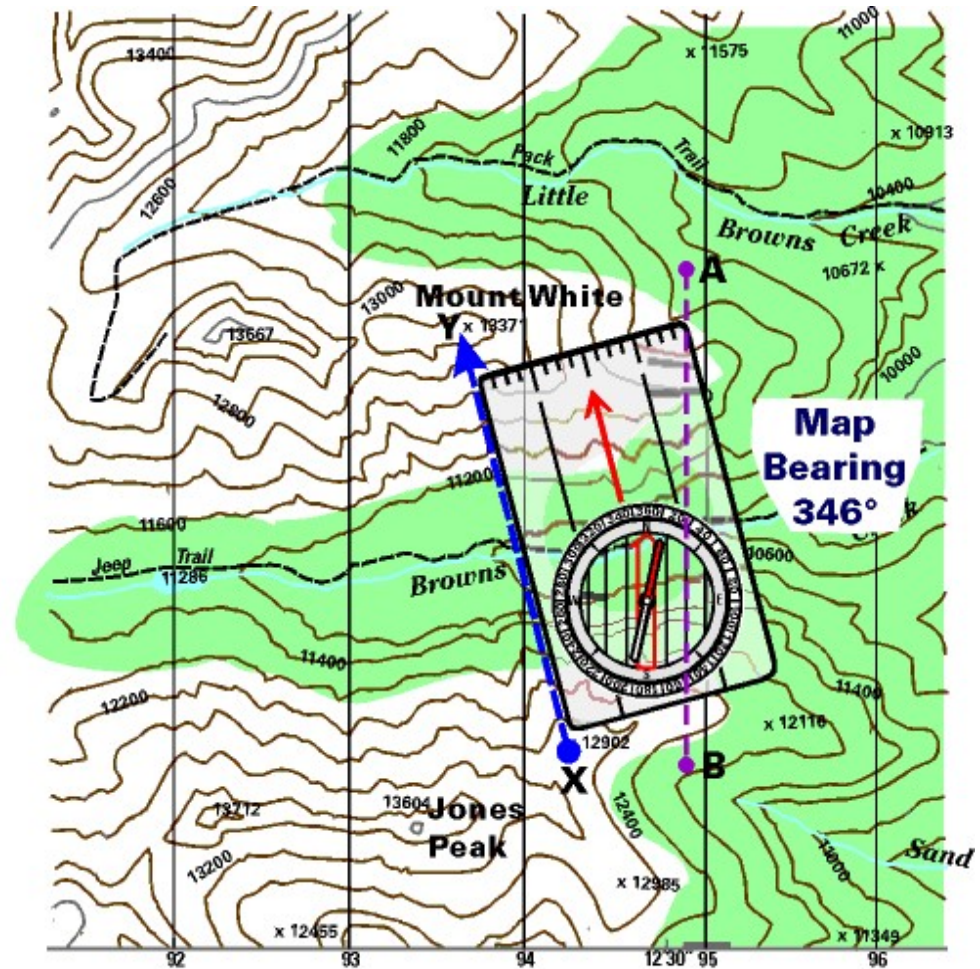 11000
13400
x 11575
x 10913
11800
Pack
Trail
12600
Little
10400
Browns Creek
A
10672 x
13000
Mount White
Y x 1337
13667
10000
12800
Map
Bearing
346°
11200
11600
k
Jeep Trail
11286
Browns
10600
E
S
11400
11400
12200
x 12116
12902
X
B
13712
13604 Jones
Peak
12400
13200
11000
Sand
x 12985
x 12455
x 11349
92
93
94
12'30"
95
96